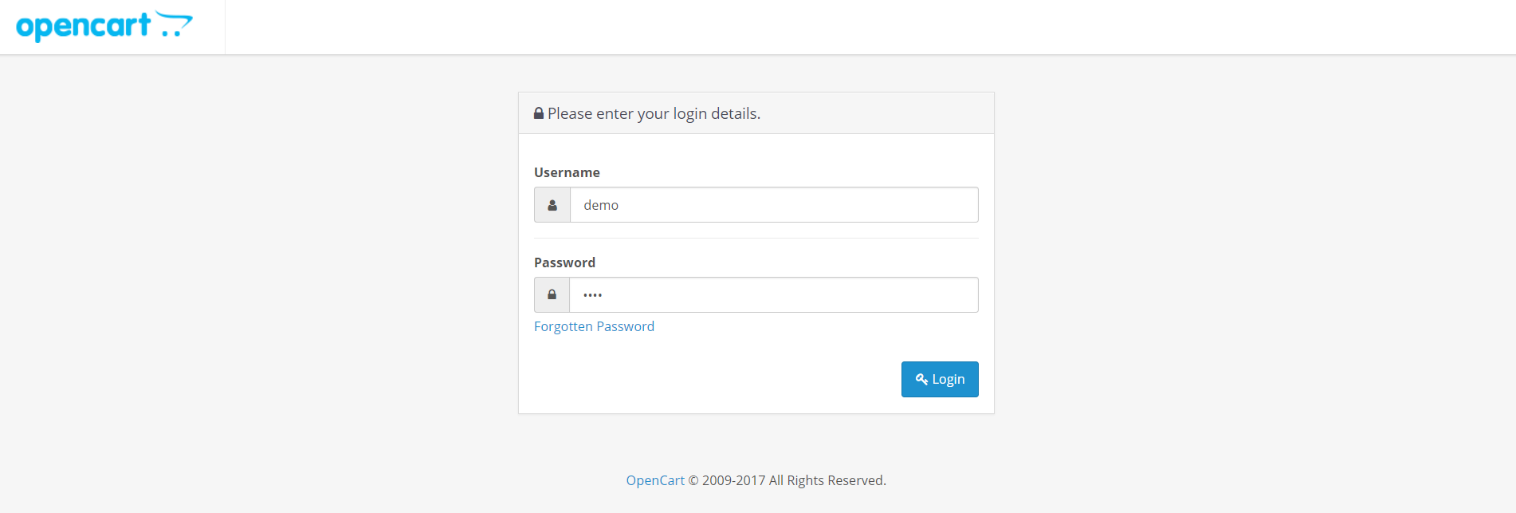 opencart
Please enter your login details.
Username
demo
Password
••••
Forgotten Password
Login
OpenCart © 2009-2017 All Rights Reserved.